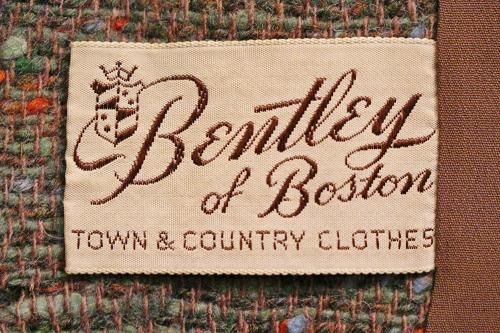 Bentley
of Boston
TOWN & COUNTRY CLOTHES